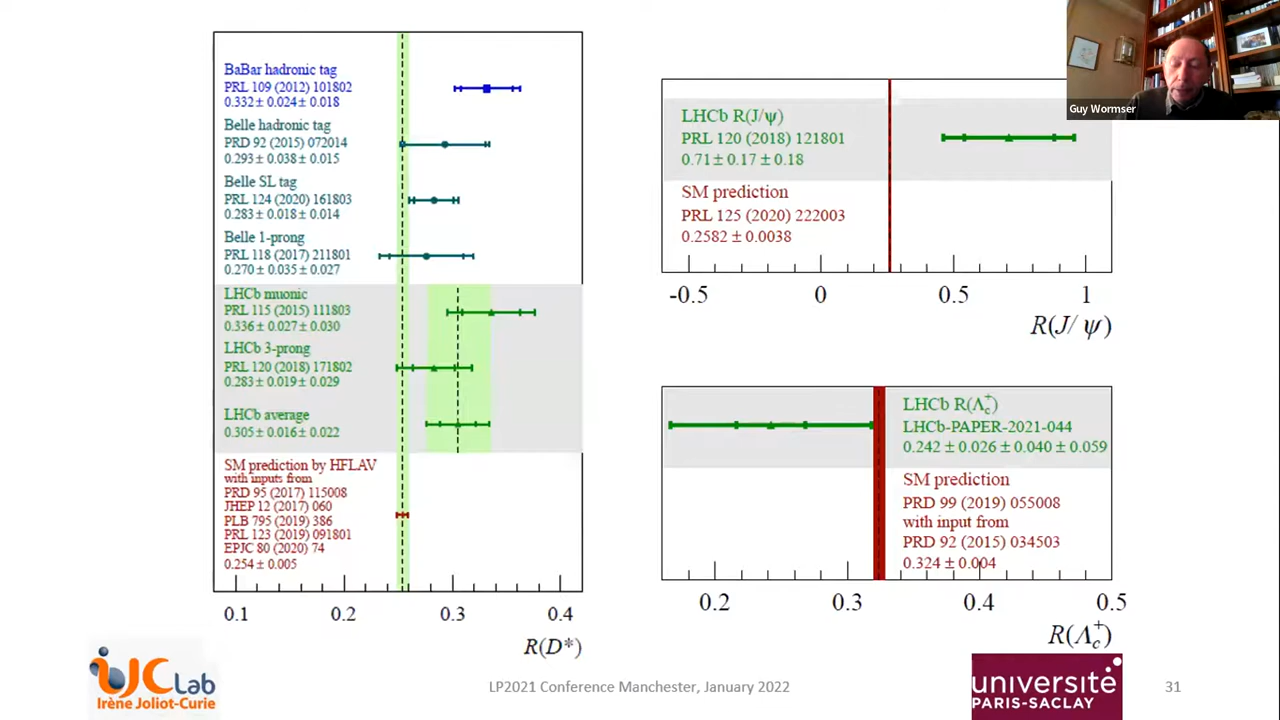 BaBar hadronic tag
PRL 109 (2012) 101802
0.332 ± 0.024 ± 0.018
Belle hadronic tag
PRD 92 (2015) 072014
0.293 ± 0.038 ± 0.015
Belle SL tag
PRL 124 (2020) 161803
0.283 ± 0.018 ± 0.014
Belle 1-prong
PRL 118 (2017) 211801
0.270 ± 0.035 ± 0.027
LHCb muonic
PRL 115 (2015) 111803
0.336 ± 0.027 ± 0.030
LHCb 3-prong
PRL 120 (2018) 171802
0.283 ± 0.019 ± 0.029
LHCb average
0.305 ± 0.016 ± 0.022
SM prediction by HFLAV
with inputs from
PRD 95 (2017) 115008
JHEP 12 (2017) 060
PLB 795 (2019) 386
PRL 123 (2019) 091801
EPJC 80 (2020) 74
0.254 ± 0.005
0.1 0.2 0.3 0.4
R(D*)
LHCb R(J/ψ)
PRL 120 (2018) 121801
0.71 ± 0.17 ± 0.18
SM prediction
PRL 125 (2020) 222003
0.2582 ± 0.0038
-0.5 0 0.5 1
R(J/ψ)
LHCb R(Λc+)
LHCb-PAPER-2021-044
0.242 ± 0.026 ± 0.040 ± 0.059
SM prediction
PRD 99 (2019) 055008
with input from
PRD 92 (2015) 034503
0.324 ± 0.004
0.2 0.3 0.4 0.5
R(Λc+)
Guy Wormser
iJC Lab
Irène Joliot-Curie
LP2021 Conference Manchester, January 2022
université
PARIS-SACLAY
31